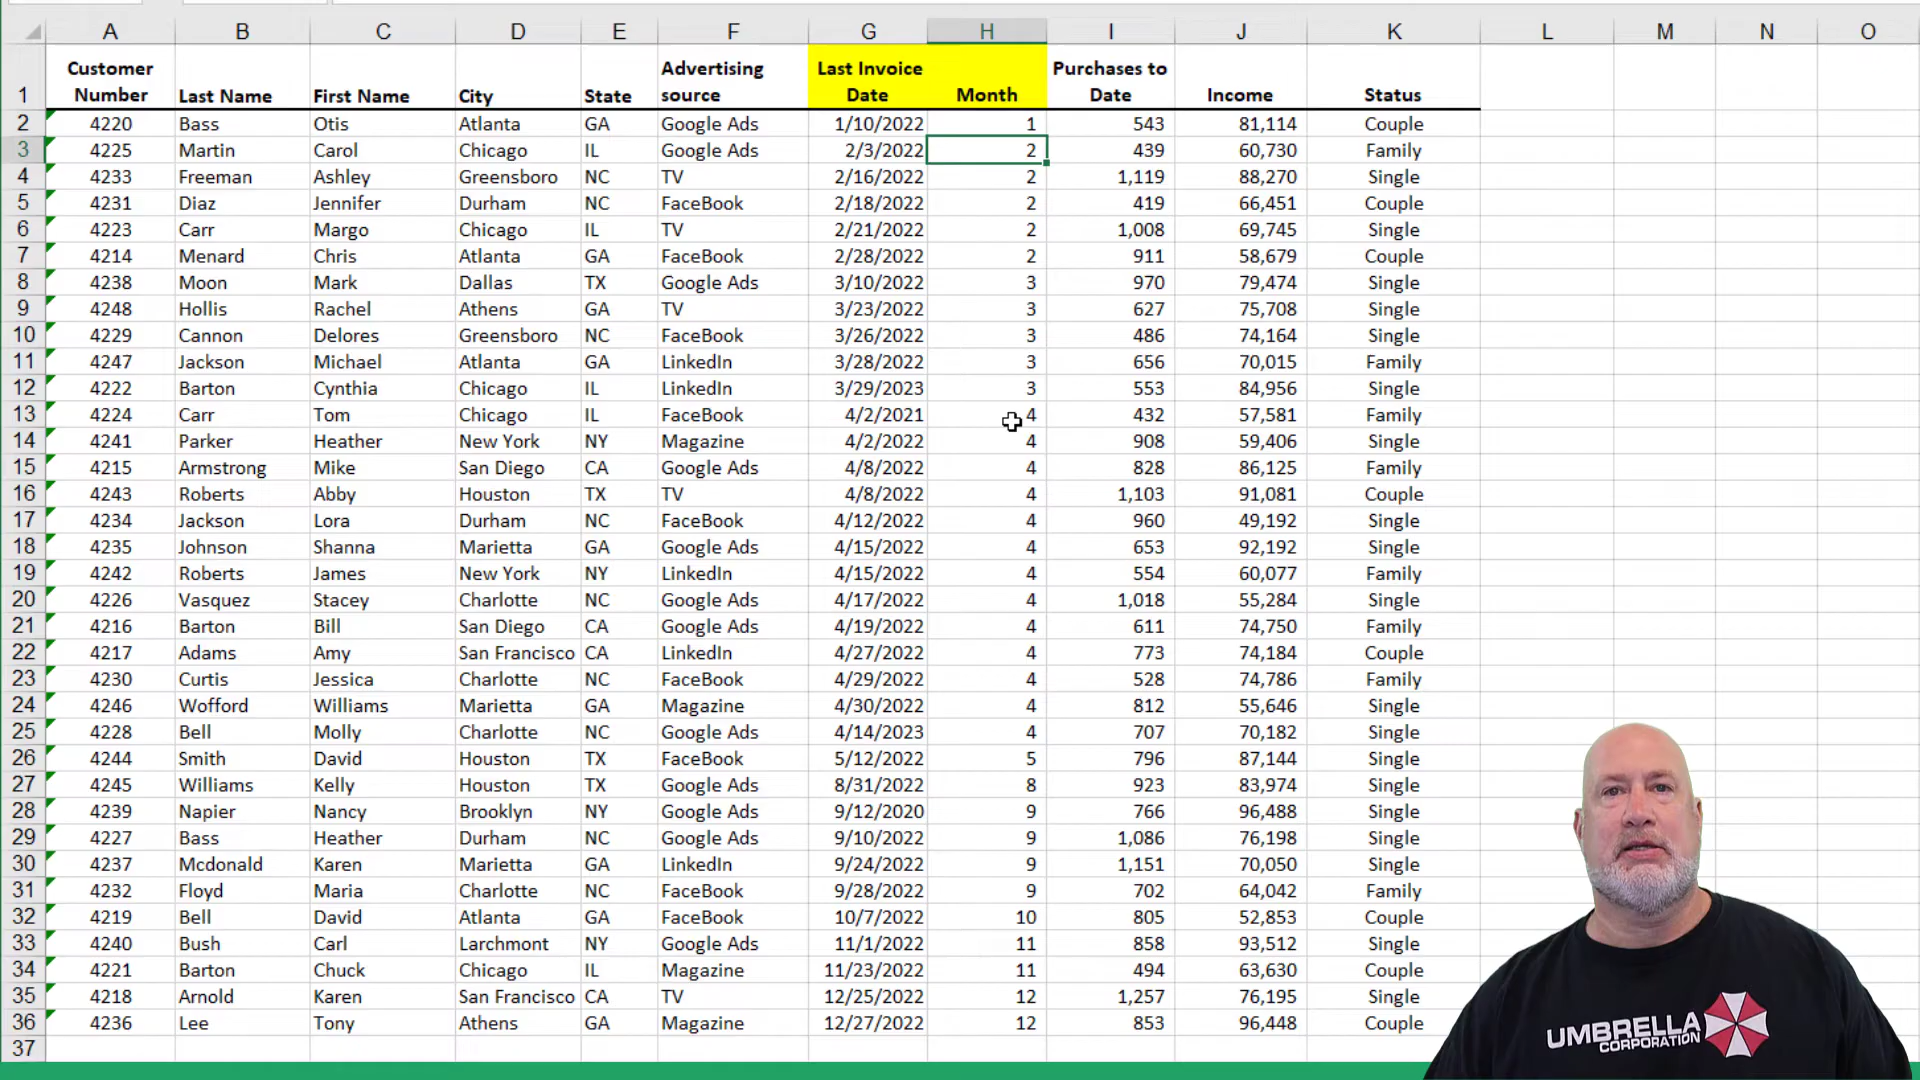 A B C D E F G H I J K L M N O
1 Customer Number Last Name First Name City State Advertising source Last Invoice Date Month Purchases to Date Income Status
2 4220 Bass Otis Atlanta GA Google Ads 1/10/2022 1 543 81,114 Couple
3 4225 Martin Carol Chicago IL Google Ads 2/3/2022 2 439 60,730 Family
4 4233 Freeman Ashley Greensboro NC TV 2/16/2022 2 1,119 88,270 Single
5 4231 Diaz Jennifer Durham NC FaceBook 2/18/2022 2 419 66,451 Couple
6 4223 Carr Margo Chicago IL TV 2/21/2022 2 1,008 69,745 Single
7 4214 Menard Chris Atlanta GA FaceBook 2/28/2022 2 911 58,679 Couple
8 4238 Moon Mark Dallas TX Google Ads 3/10/2022 3 970 79,474 Single
9 4248 Hollis Rachel Athens GA TV 3/23/2022 3 627 75,708 Single
10 4229 Cannon Delores Greensboro NC FaceBook 3/26/2022 3 486 74,164 Single
11 4247 Jackson Michael Atlanta GA LinkedIn 3/28/2022 3 656 70,015 Family
12 4222 Barton Cynthia Chicago IL LinkedIn 3/29/2023 3 553 84,956 Single
13 4224 Carr Tom Chicago IL FaceBook 4/2/2021 4 432 57,581 Family
14 4241 Parker Heather New York NY Magazine 4/2/2022 4 908 59,406 Single
15 4215 Armstrong Mike San Diego CA Google Ads 4/8/2022 4 828 86,125 Family
16 4243 Roberts Abby Houston TX TV 4/8/2022 4 1,103 91,081 Couple
17 4234 Jackson Lora Durham NC FaceBook 4/12/2022 4 960 49,192 Single
18 4235 Johnson Shanna Marietta GA Google Ads 4/15/2022 4 653 92,192 Single
19 4242 Roberts James New York NY LinkedIn 4/15/2022 4 554 60,077 Family
20 4226 Vasquez Stacey Charlotte NC Google Ads 4/17/2022 4 1,018 55,284 Single
21 4216 Barton Bill San Diego CA Google Ads 4/19/2022 4 611 74,750 Family
22 4217 Adams Amy San Francisco CA LinkedIn 4/27/2022 4 773 74,184 Couple
23 4230 Curtis Jessica Charlotte NC FaceBook 4/29/2022 4 528 74,786 Family
24 4246 Wofford Williams Marietta GA Magazine 4/30/2022 4 812 55,646 Single
25 4228 Bell Molly Charlotte NC Google Ads 4/14/2023 4 707 70,182 Single
26 4244 Smith David Houston TX FaceBook 5/12/2022 5 796 87,144 Single
27 4245 Williams Kelly Houston TX Google Ads 8/31/2022 8 923 83,974 Single
28 4239 Napier Nancy Brooklyn NY Google Ads 9/12/2020 9 766 96,488 Single
29 4227 Bass Heather Durham NC Google Ads 9/10/2022 9 1,086 76,198 Single
30 4237 Mcdonald Karen Marietta GA LinkedIn 9/24/2022 9 1,151 70,050 Single
31 4232 Floyd Maria Charlotte NC FaceBook 9/28/2022 9 702 64,042 Family
32 4219 Bell David Atlanta GA FaceBook 10/7/2022 10 805 52,853 Couple
33 4240 Bush Carl Larchmont NY Google Ads 11/1/2022 11 858 93,512 Single
34 4221 Barton Chuck Chicago IL Magazine 11/23/2022 11 494 63,630 Couple
35 4218 Arnold Karen San Francisco CA TV 12/25/2022 12 1,257 76,195 Single
36 4236 Lee Tony Athens GA Magazine 12/27/2022 12 853 96,448 Couple
37
UMBRELLA
CORPORATION